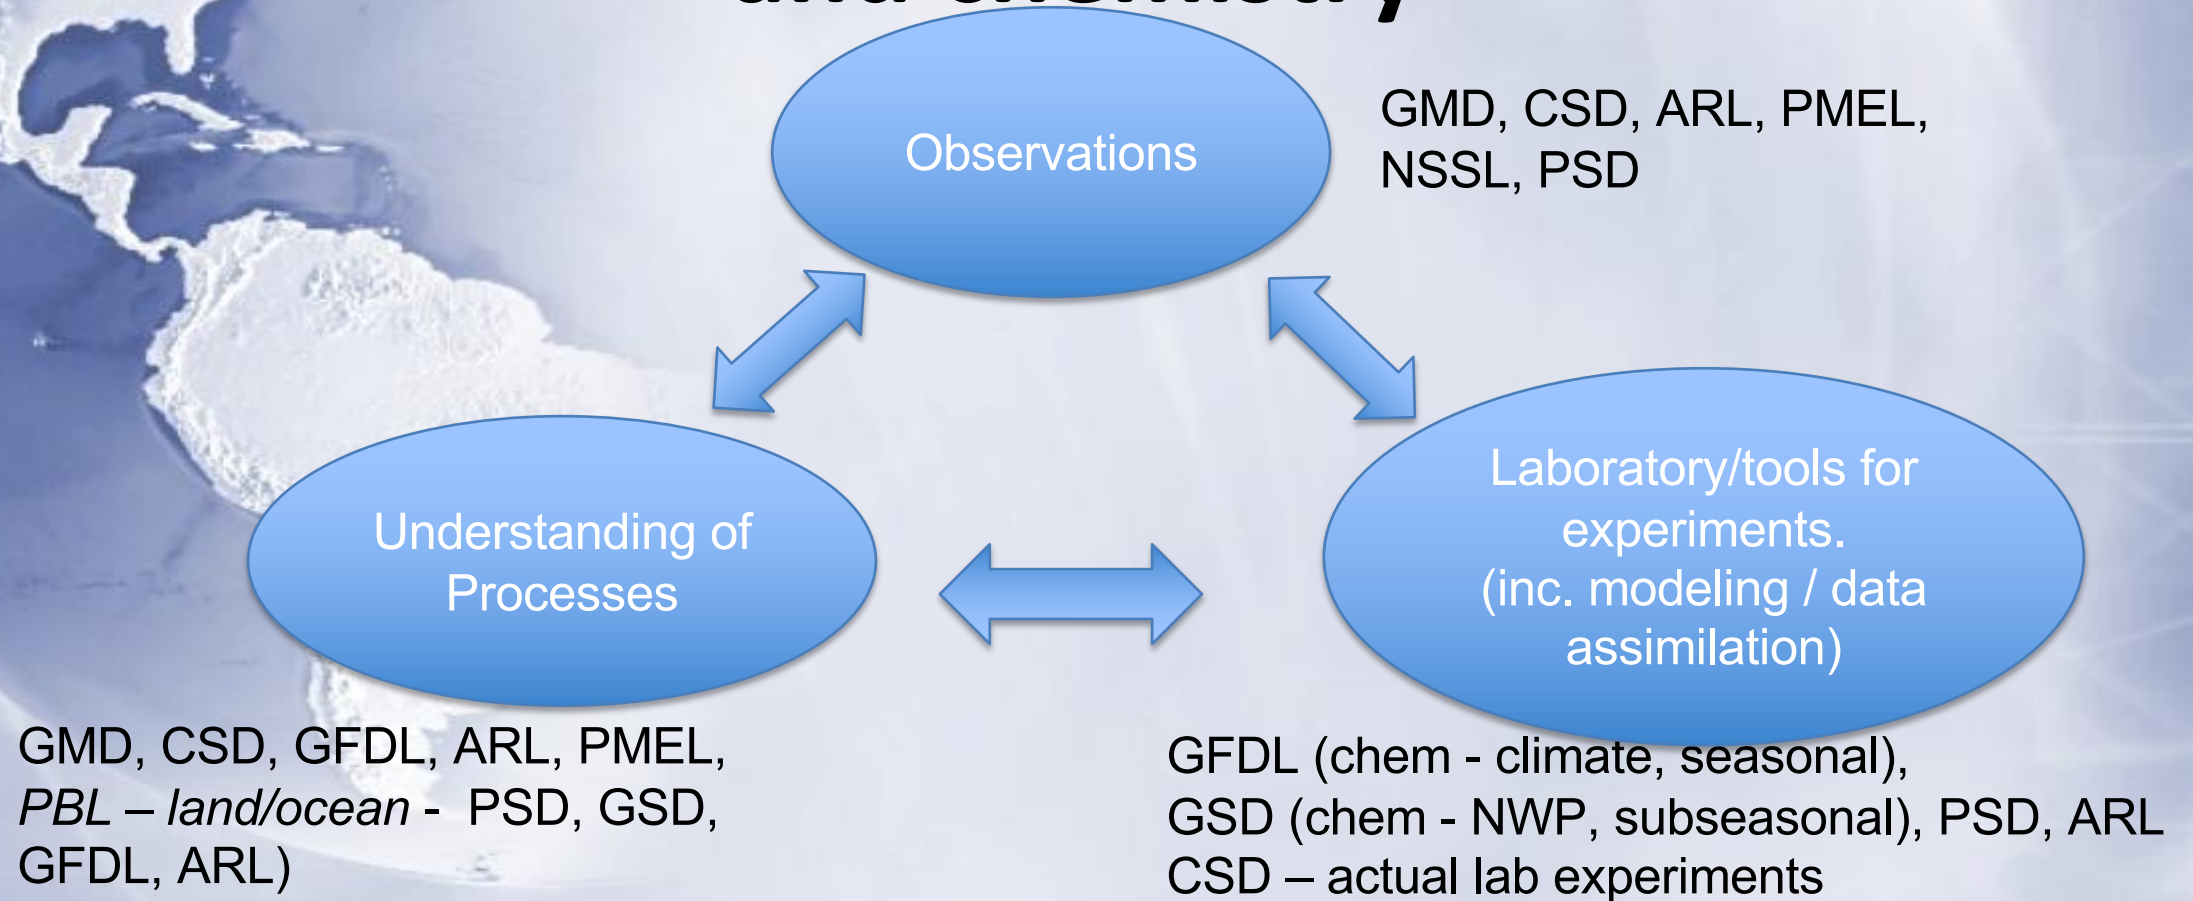 and chemistry
Observations
GMD, CSD, ARL, PMEL,
NSSL, PSD
Understanding of
Processes
Laboratory/tools for
experiments.
(inc. modeling / data
assimilation)
GMD, CSD, GFDL, ARL, PMEL,
PBL – land/ocean - PSD, GSD,
GFDL, ARL)
GFDL (chem - climate, seasonal),
GSD (chem - NWP, subseasonal), PSD, ARL
CSD – actual lab experiments